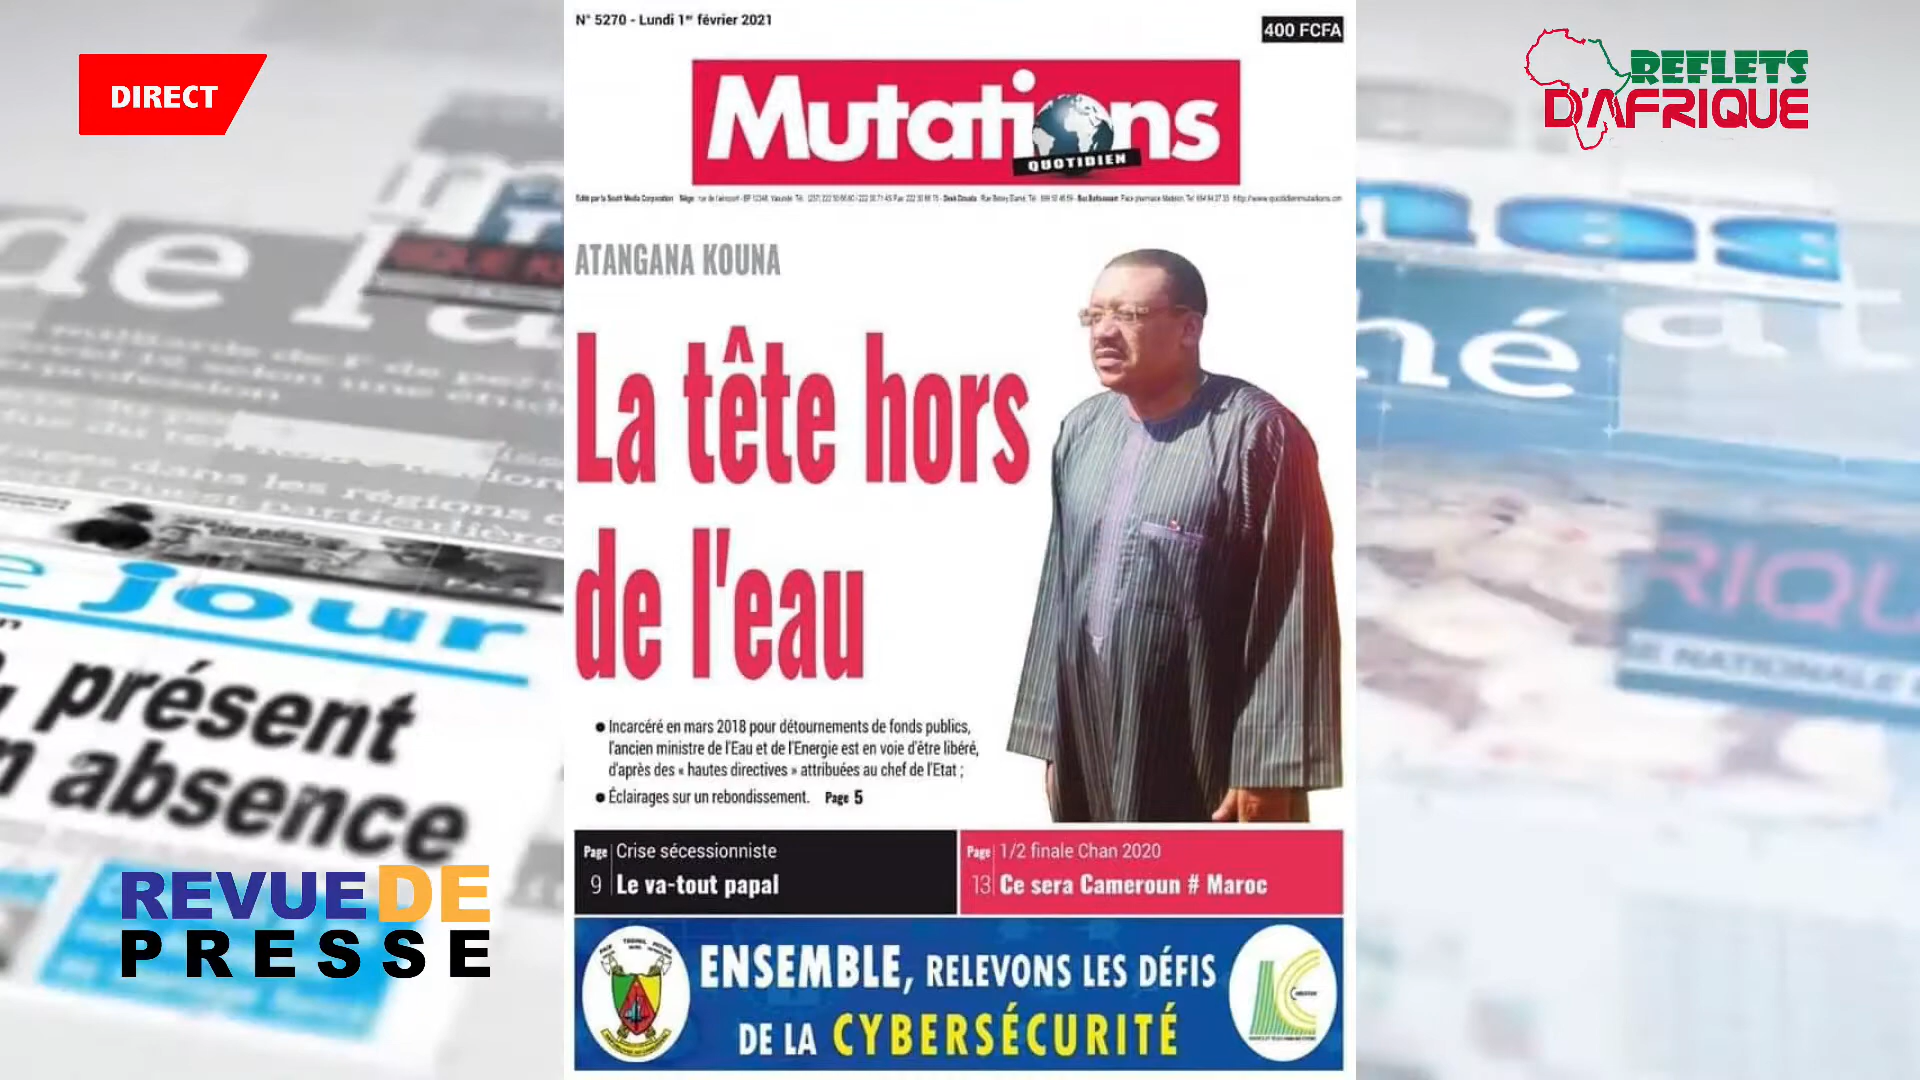 DIRECT
REFLETS
D'AFRIQUE
N° 5270 - Lundi 1er février 2021
400 FCFA
Mutations
QUOTIDIEN
ATANGANA KOUNA
La tête hors
de l'eau
● Incarcéré en mars 2018 pour détournements de fonds publics,
l'ancien ministre de l'Eau et de l'Energie est en voie d'être libéré,
d'après des « hautes directives » attribuées au chef de l'Etat ;
● Éclairages sur un rebondissement. Page 5
Page 9
Crise sécessionniste
Le va-tout papal
Page 13
1/2 finale Chan 2020
Ce sera Cameroun # Maroc
ENSEMBLE, RELEVONS LES DÉFIS
DE LA CYBERSÉCURITÉ
de l'a
jour
présent
absence
REVUE DE
PRESSE